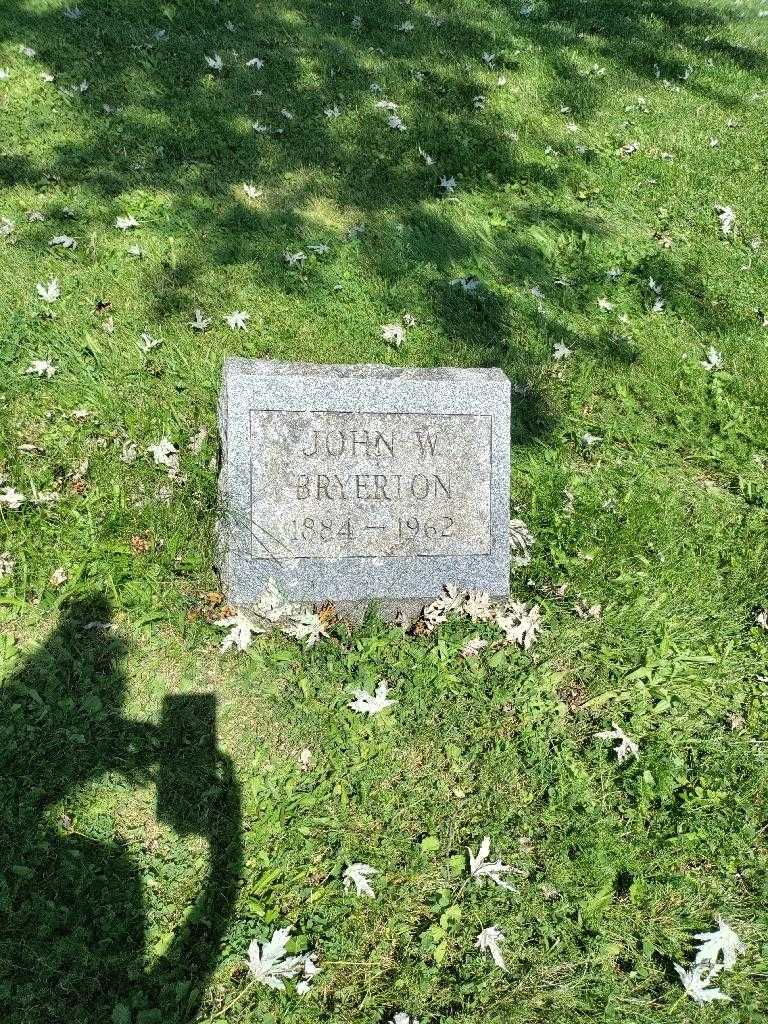 JOHN W.
BRYERTON
1884 — 1962